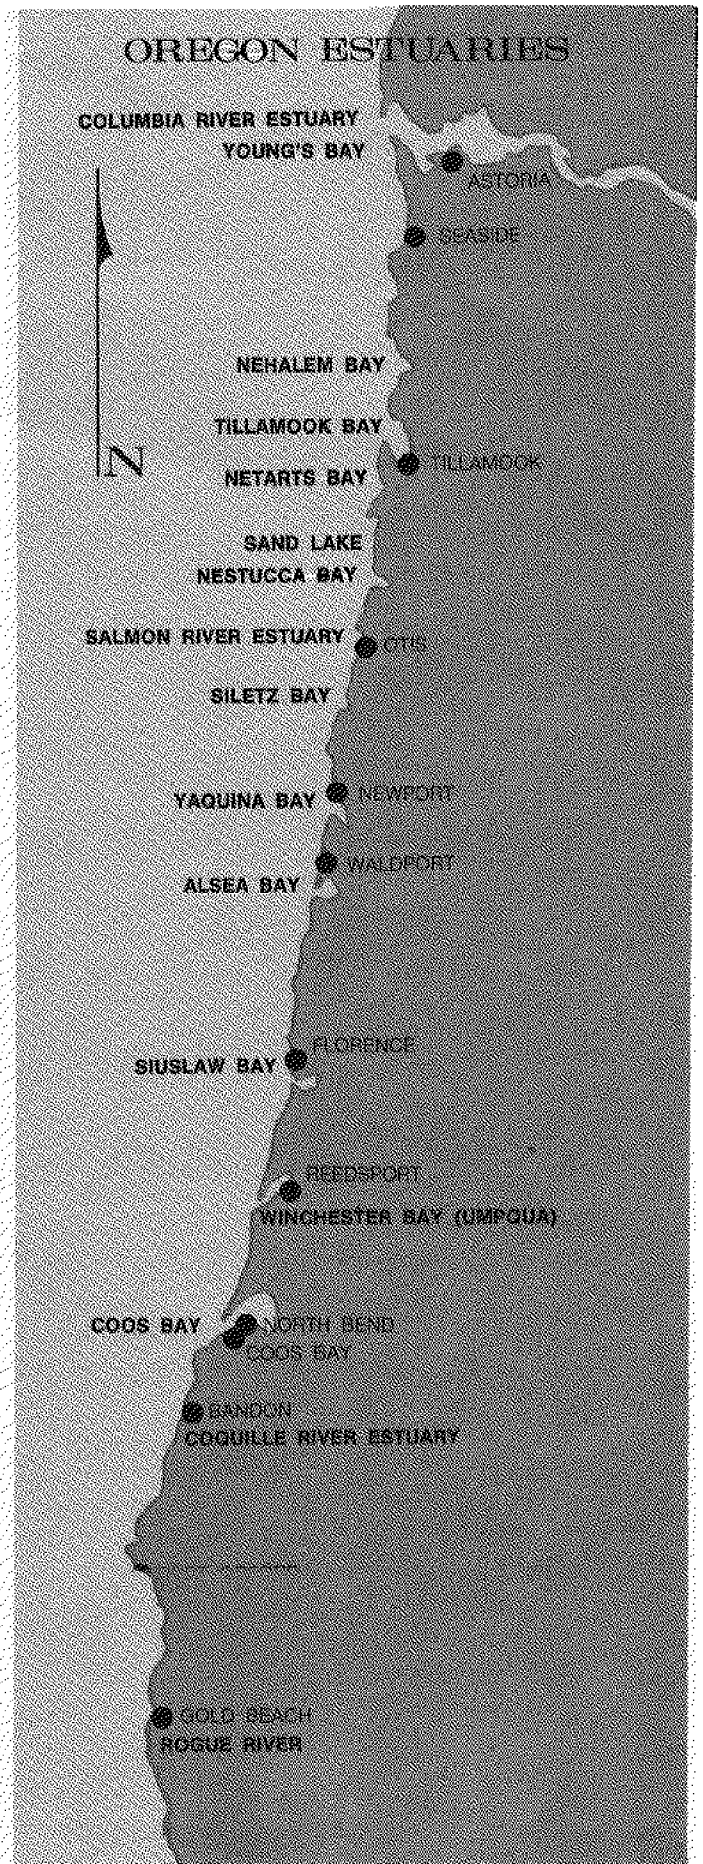 OREGON ESTUARIES
COLUMBIA RIVER ESTUARY
YOUNG'S BAY
ASTORIA
SEASIDE
NEHALEM BAY
TILLAMOOK BAY
N
TILLAMOOK
NETARTS BAY
SAND LAKE
NESTUCCA BAY
SALMON RIVER ESTUARY
OTIS
SILETZ BAY
YAQUINA BAY
NEWPORT
WALDPORT
ALSEA BAY
FLORENCE
SIUSLAW BAY
REEDSPORT
WINCHESTER BAY (UMPQUA)
COOS BAY
NORTH BEND
COOS BAY
BANDON
COQUILLE RIVER ESTUARY
GOLD BEACH
ROGUE RIVER